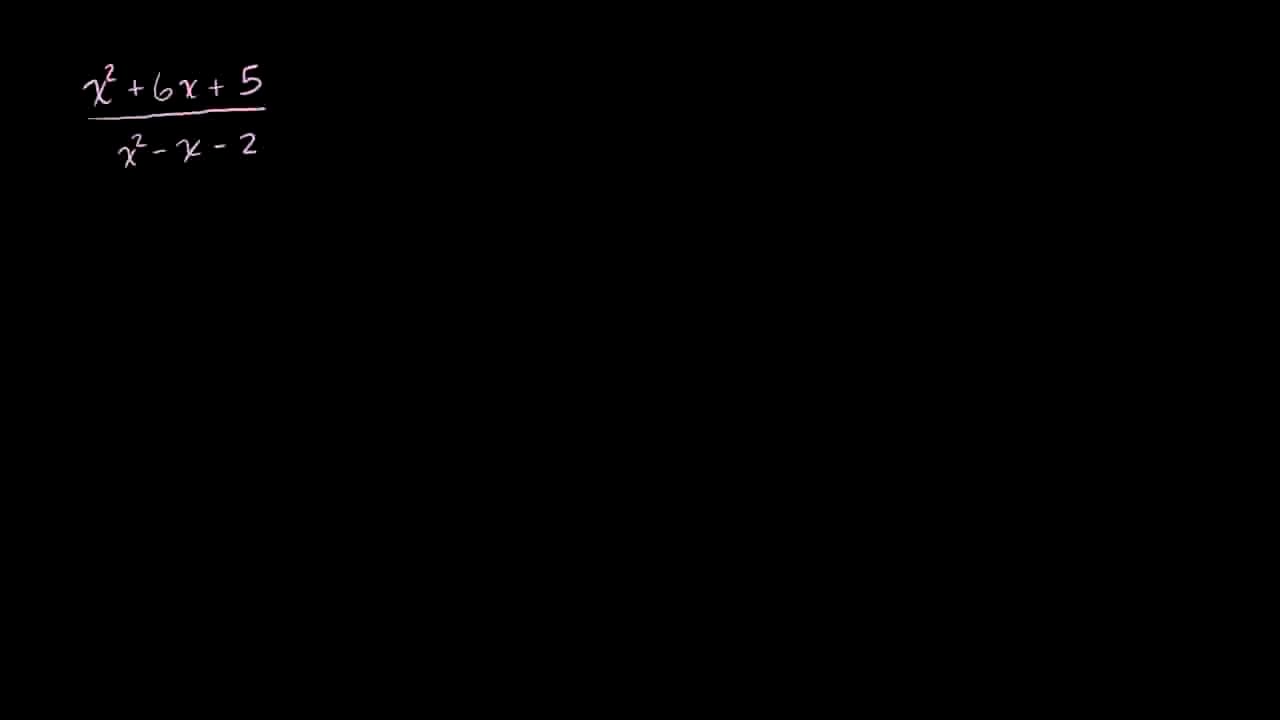 x² + 6x + 5
x² - x - 2